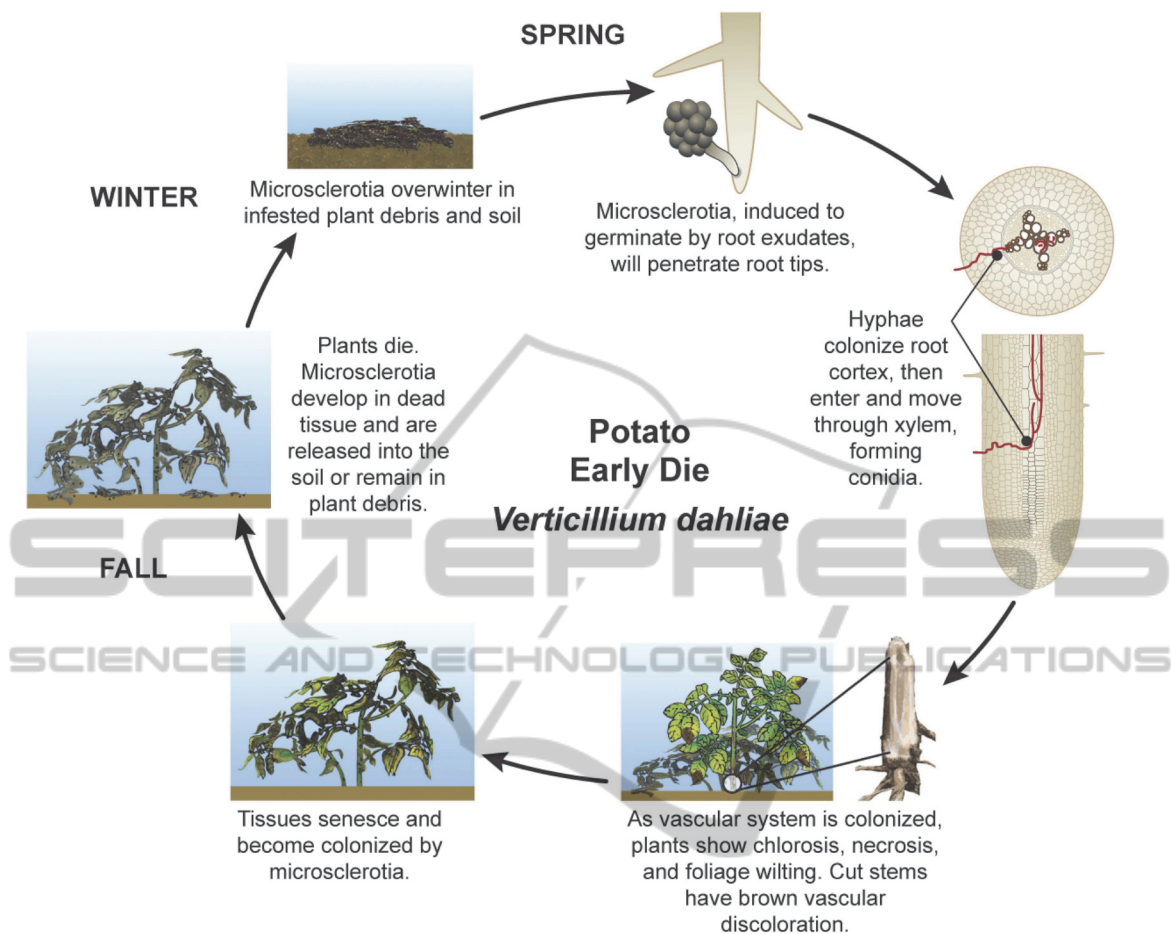 SPRING
WINTER
Microsclerotia overwinter in
infested plant debris and soil
Microsclerotia, induced to
germinate by root exudates,
will penetrate root tips.
Hyphae
colonize root
cortex, then
enter and move
through xylem,
forming
conidia.
Plants die.
Microsclerotia
develop in dead
tissue and are
released into the
soil or remain in
plant debris.
Potato
Early Die
Verticillium dahliae
SCITEPRESS
SCIENCE AND TECHNOLOGY PUBLICATIONS
FALL
Tissues senesce and
become colonized by
microsclerotia.
As vascular system is colonized,
plants show chlorosis, necrosis,
and foliage wilting. Cut stems
have brown vascular
discoloration.